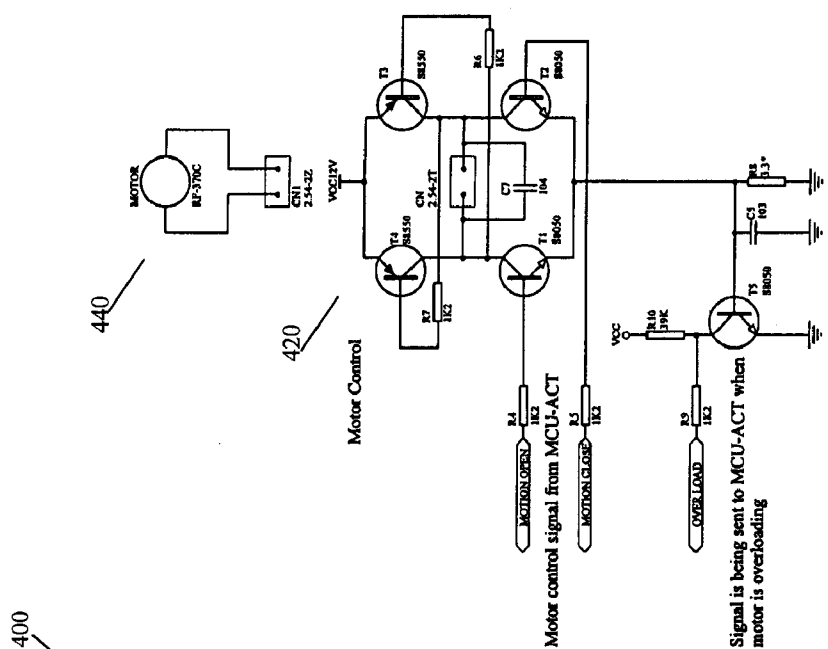 400
440
MOTOR
RF-370C
CN1
2.54-2Z
420
Motor Control
VCC12V
T4
S8550
T3
S8550
R7
1K2
CN
2.54-2T
C7
104
R6
1K2
T1
S8050
T2
S8050
MOTION OPEN
R4
1K2
Motor control signal from MCU-ACT
MOTION CLOSE
R5
1K2
VCC
R10
39K
OVER LOAD
R9
1K2
T5
S8050
C5
103
R8
3.3*
Signal is being sent to MCU-ACT when
motor is overloading